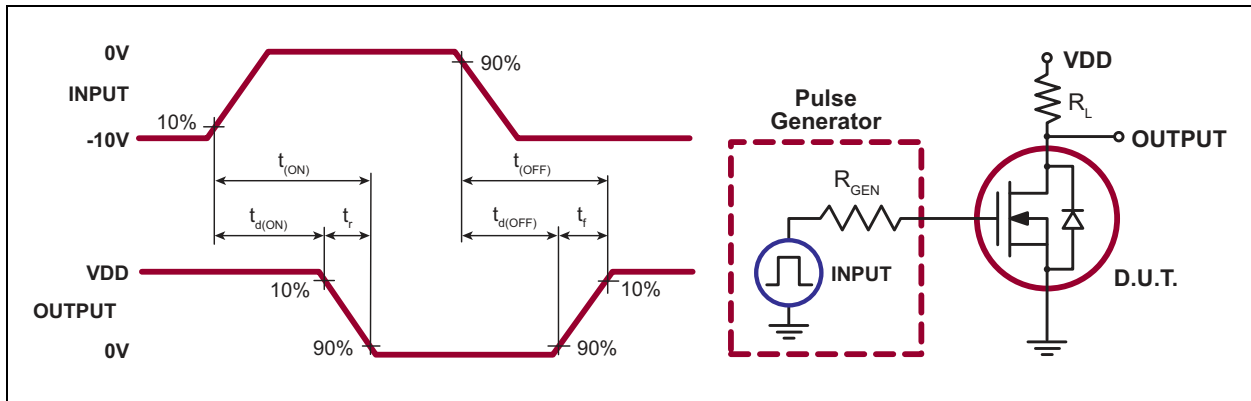 0V
INPUT
-10V
10%
90%
t(ON)
t(OFF)
td(ON)
tr
td(OFF)
tf
VDD
OUTPUT
0V
10%
90%
10%
90%
Pulse
Generator
RGEN
INPUT
VDD
RL
OUTPUT
D.U.T.